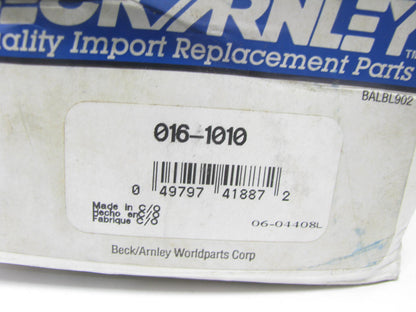 BECK/ARNLEY
Quality Import Replacement Parts
TM
BALBL902
016-1010
0 49797 41887 2
Made in C/O
Hecho en C/O
Fabrique C/O
06-04408L
Beck/Arnley Worldparts Corp